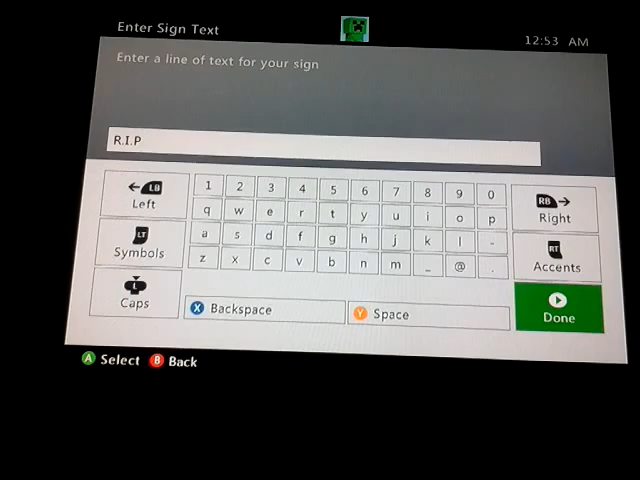 Enter Sign Text
12:53 AM
Enter a line of text for your sign
R.I.P
LB
Left
1 2 3 4 5 6 7 8 9 0
RB
Right
q w e r t y u i o p
LT
Symbols
a s d f g h j k l -
RT
Accents
z x c v b n m _ @ .
L
Caps
X Backspace
Y Space
Done
A Select B Back